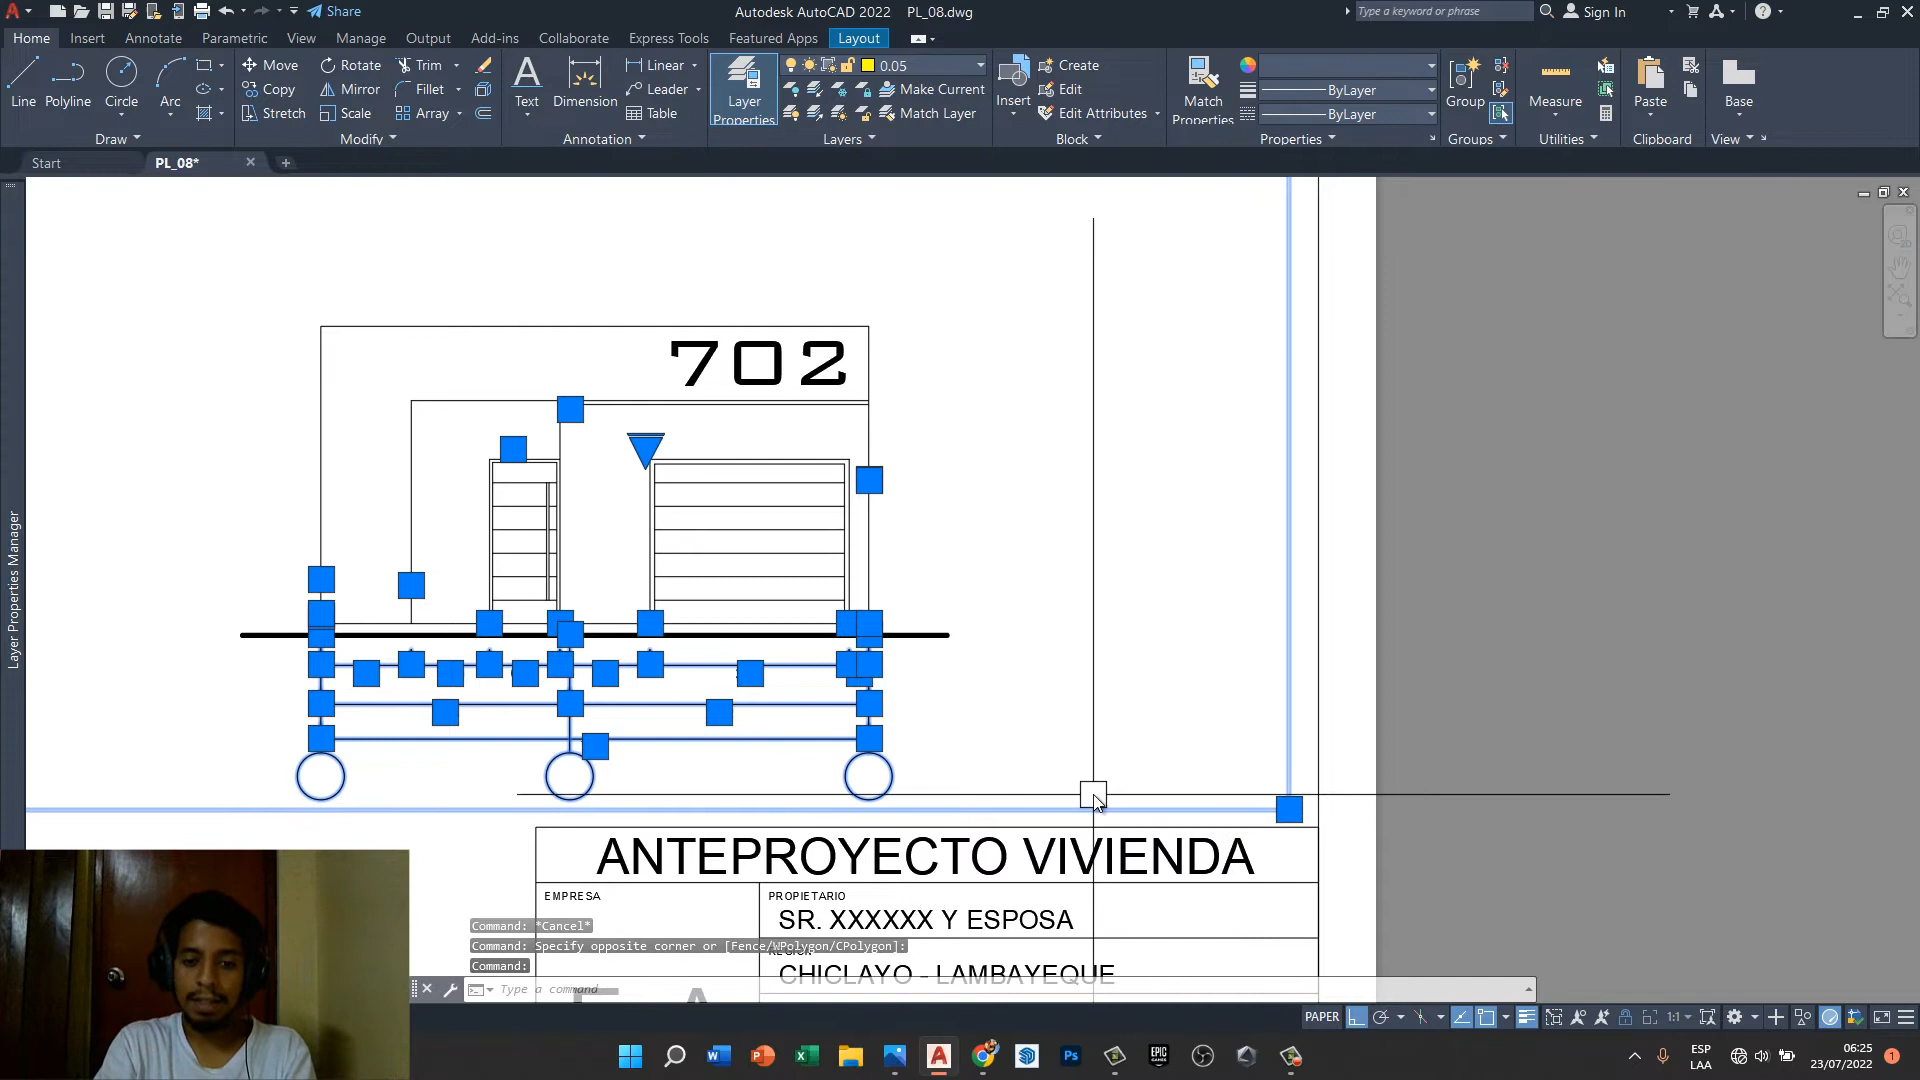 Share
Autodesk AutoCAD 2022 PL_08.dwg
Type a keyword or phrase
Sign In
Home Insert Annotate Parametric View Manage Output Add-ins Collaborate Express Tools Featured Apps Layout
Line Polyline Circle Arc
Move Rotate Trim
Copy Mirror Fillet
Stretch Scale Array
Text Dimension
Linear
Leader
Table
Layer Properties
0.05
Make Current
Match Layer
Insert
Create
Edit
Edit Attributes
Match Properties
ByLayer
ByLayer
Group
Measure
Paste
Base
Draw Modify Annotation Layers Block Properties Groups Utilities Clipboard View
Start PL_08*
Layer Properties Manager
702
ANTEPROYECTO VIVIENDA
EMPRESA
PROPIETARIO
SR. XXXXXX Y ESPOSA
CHICLAYO - LAMBAYEQUE
Command: *Cancel*
Command: Specify opposite corner or [Fence/WPolygon/CPolygon]:
Command:
Type a command
PAPER
1:1
ESP
LAA
06:25
23/07/2022
1